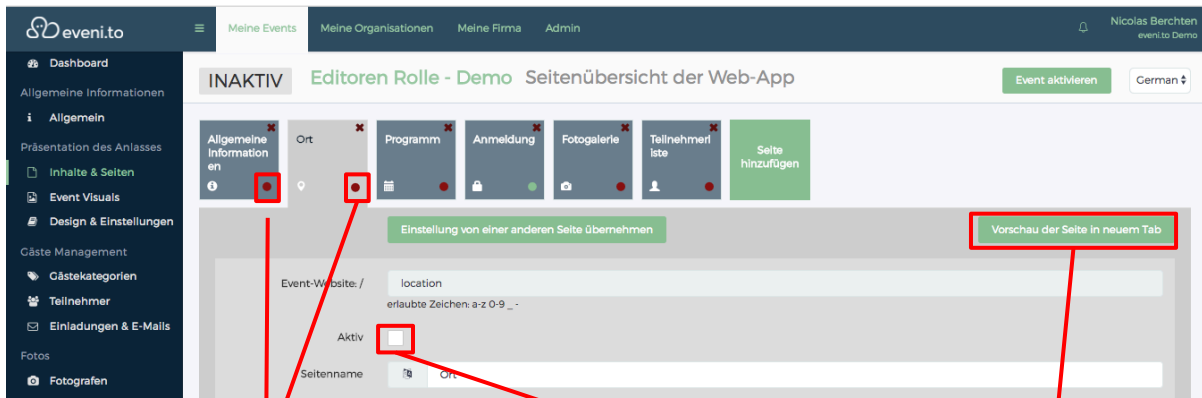 eveni.to
Meine Events
Meine Organisationen
Meine Firma
Admin
Nicolas Berchten
eveni.to Demo
Dashboard
Allgemeine Informationen
Allgemein
Präsentation des Anlasses
Inhalte & Seiten
Event Visuals
Design & Einstellungen
Gäste Management
Gästekategorien
Teilnehmer
Einladungen & E-Mails
Fotos
Fotografen
INAKTIV Editoren Rolle - Demo Seitenübersicht der Web-App
Event aktivieren
German
Allgemeine
Information
en
Ort
Programm
Anmeldung
Fotogalerie
Teilnehmerl
iste
Seite
hinzufügen
Einstellung von einer anderen Seite übernehmen
Vorschau der Seite in neuem Tab
Event-Website: /
location
erlaubte Zeichen: a-z 0-9 _ -
Aktiv
Seitenname
Ort